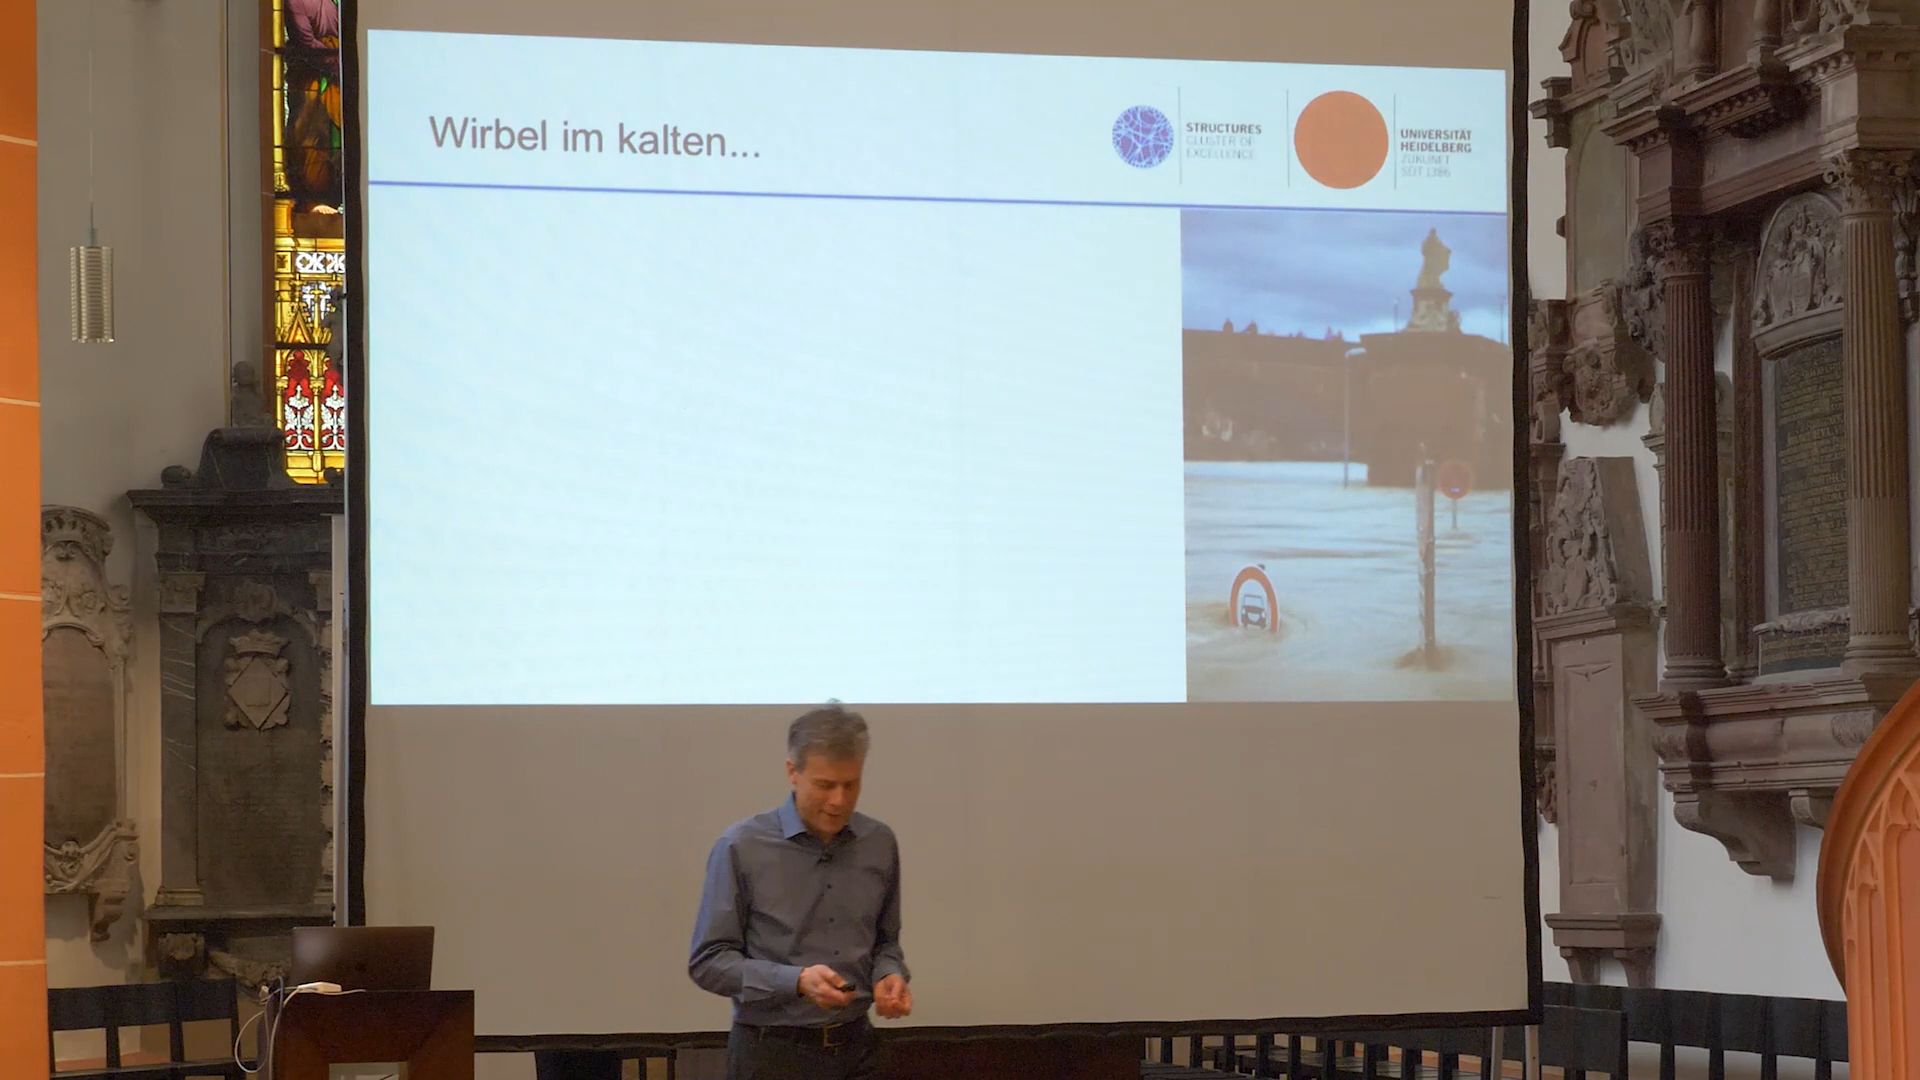 Wirbel im kalten...
STRUCTURES
CLUSTER OF
EXCELLENCE
UNIVERSITÄT
HEIDELBERG
ZUKUNFT
SEIT 1386